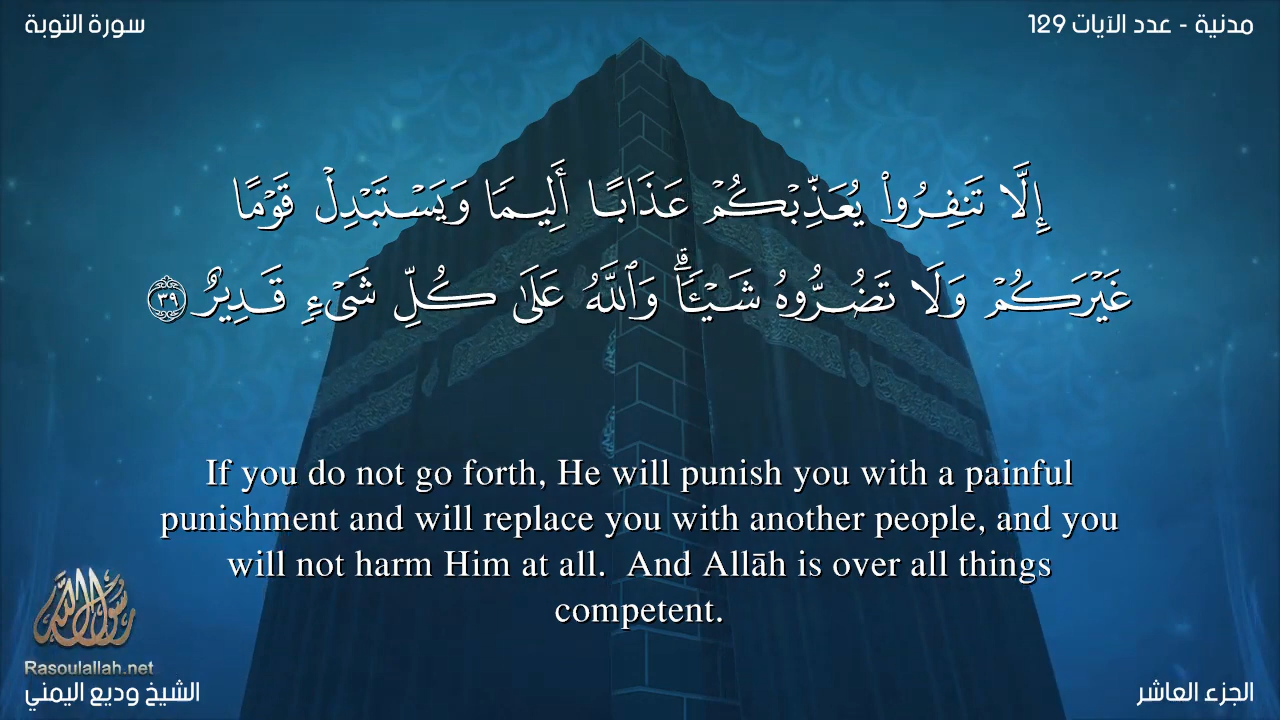 سورة التوبة
مدنية - عدد الآيات 129
إِلَّا تَنفِرُوا۟ يُعَذِّبْكُمْ عَذَابًا أَلِيمًا وَيَسْتَبْدِلْ قَوْمًا
غَيْرَكُمْ وَلَا تَضُرُّوهُ شَيْـًٔا ۗ وَٱللَّهُ عَلَىٰ كُلِّ شَىْءٍ قَدِيرٌ ٣٩
If you do not go forth, He will punish you with a painful
punishment and will replace you with another people, and you
will not harm Him at all.  And Allāh is over all things
competent.
رسول الله
Rasoulallah.net
الشيخ وديع اليمني
الجزء العاشر